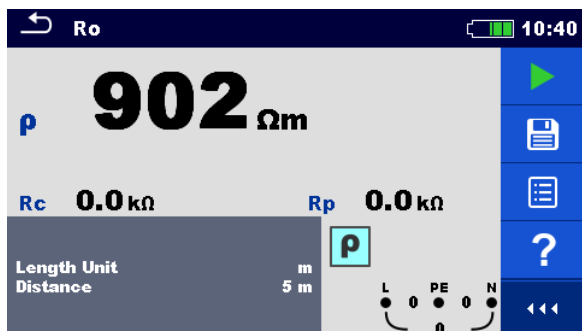 Ro 10:40
ρ 902 Ωm
Rc 0.0 kΩ Rp 0.0 kΩ
ρ
Length Unit m
Distance 5 m
L PE N
0 0
0
?